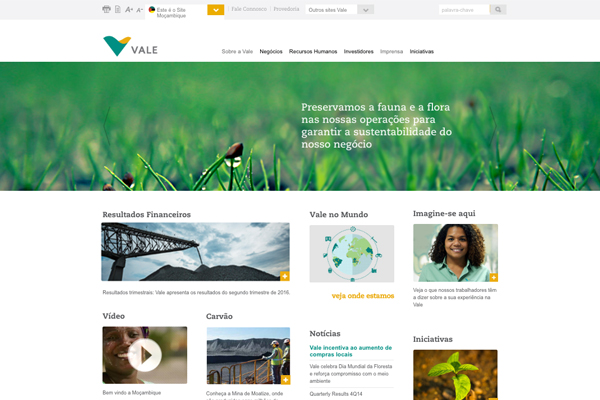 A+ A-
Este é o Site
Moçambique
Fale Conosco
Provedoria
Outros sites Vale
palavra-chave
VALE
Sobre a Vale Negócios Recursos Humanos Investidores Imprensa Iniciativas
Preservamos a fauna e a flora
nas nossas operações para
garantir a sustentabilidade do
nosso negócio
Resultados Financeiros
Resultados trimestrais: Vale apresenta os resultados do segundo trimestre de 2016.
Vale no Mundo
veja onde estamos
Imagine-se aqui
Veja o que nossos trabalhadores têm
a dizer sobre a sua experiência na
Vale
Vídeo
Bem vindo a Moçambique
Carvão
Conheça a Mina de Moatize, onde
Notícias
Vale incentiva ao aumento de
compras locais
Vale celebra Dia Mundial da Floresta
e reforça compromisso com o meio
ambiente
Quarterly Results 4Q14
Iniciativas